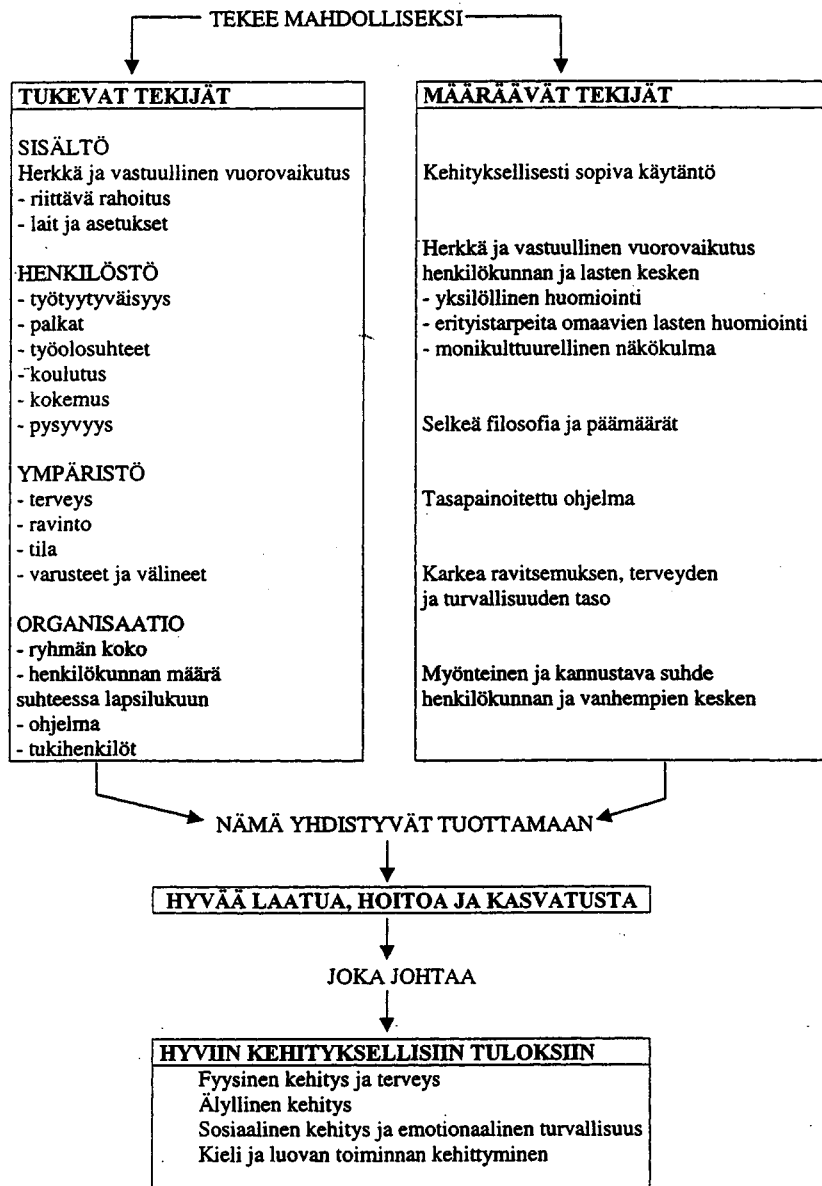 TEKEE MAHDOLLISEKSI
TUKEVAT TEKIJÄT
SISÄLTÖ
Herkkä ja vastuullinen vuorovaikutus
- riittävä rahoitus
- lait ja asetukset
HENKILÖSTÖ
- työtyytyväisyys
- palkat
- työolosuhteet
- koulutus
- kokemus
- pysyvyys
YMPÄRISTÖ
- terveys
- ravinto
- tila
- varusteet ja välineet
ORGANISAATIO
- ryhmän koko
- henkilökunnan määrä
suhteessa lapsilukuun
- ohjelma
- tukihenkilöt
MÄÄRÄÄVÄT TEKIJÄT
Kehityksellisesti sopiva käytäntö
Herkkä ja vastuullinen vuorovaikutus
henkilökunnan ja lasten kesken
- yksilöllinen huomiointi
- erityistarpeita omaavien lasten huomiointi
- monikulttuurellinen näkökulma
Selkeä filosofia ja päämäärät
Tasapainoitettu ohjelma
Karkea ravitsemuksen, terveyden
ja turvallisuuden taso
Myönteinen ja kannustava suhde
henkilökunnan ja vanhempien kesken
NÄMÄ YHDISTYVÄT TUOTTAMAAN
HYVÄÄ LAATUA, HOITOA JA KASVATUSTA
JOKA JOHTAA
HYVIIN KEHITYKSELLISIIN TULOKSIIN
Fyysinen kehitys ja terveys
Älyllinen kehitys
Sosiaalinen kehitys ja emotionaalinen turvallisuus
Kieli ja luovan toiminnan kehittyminen